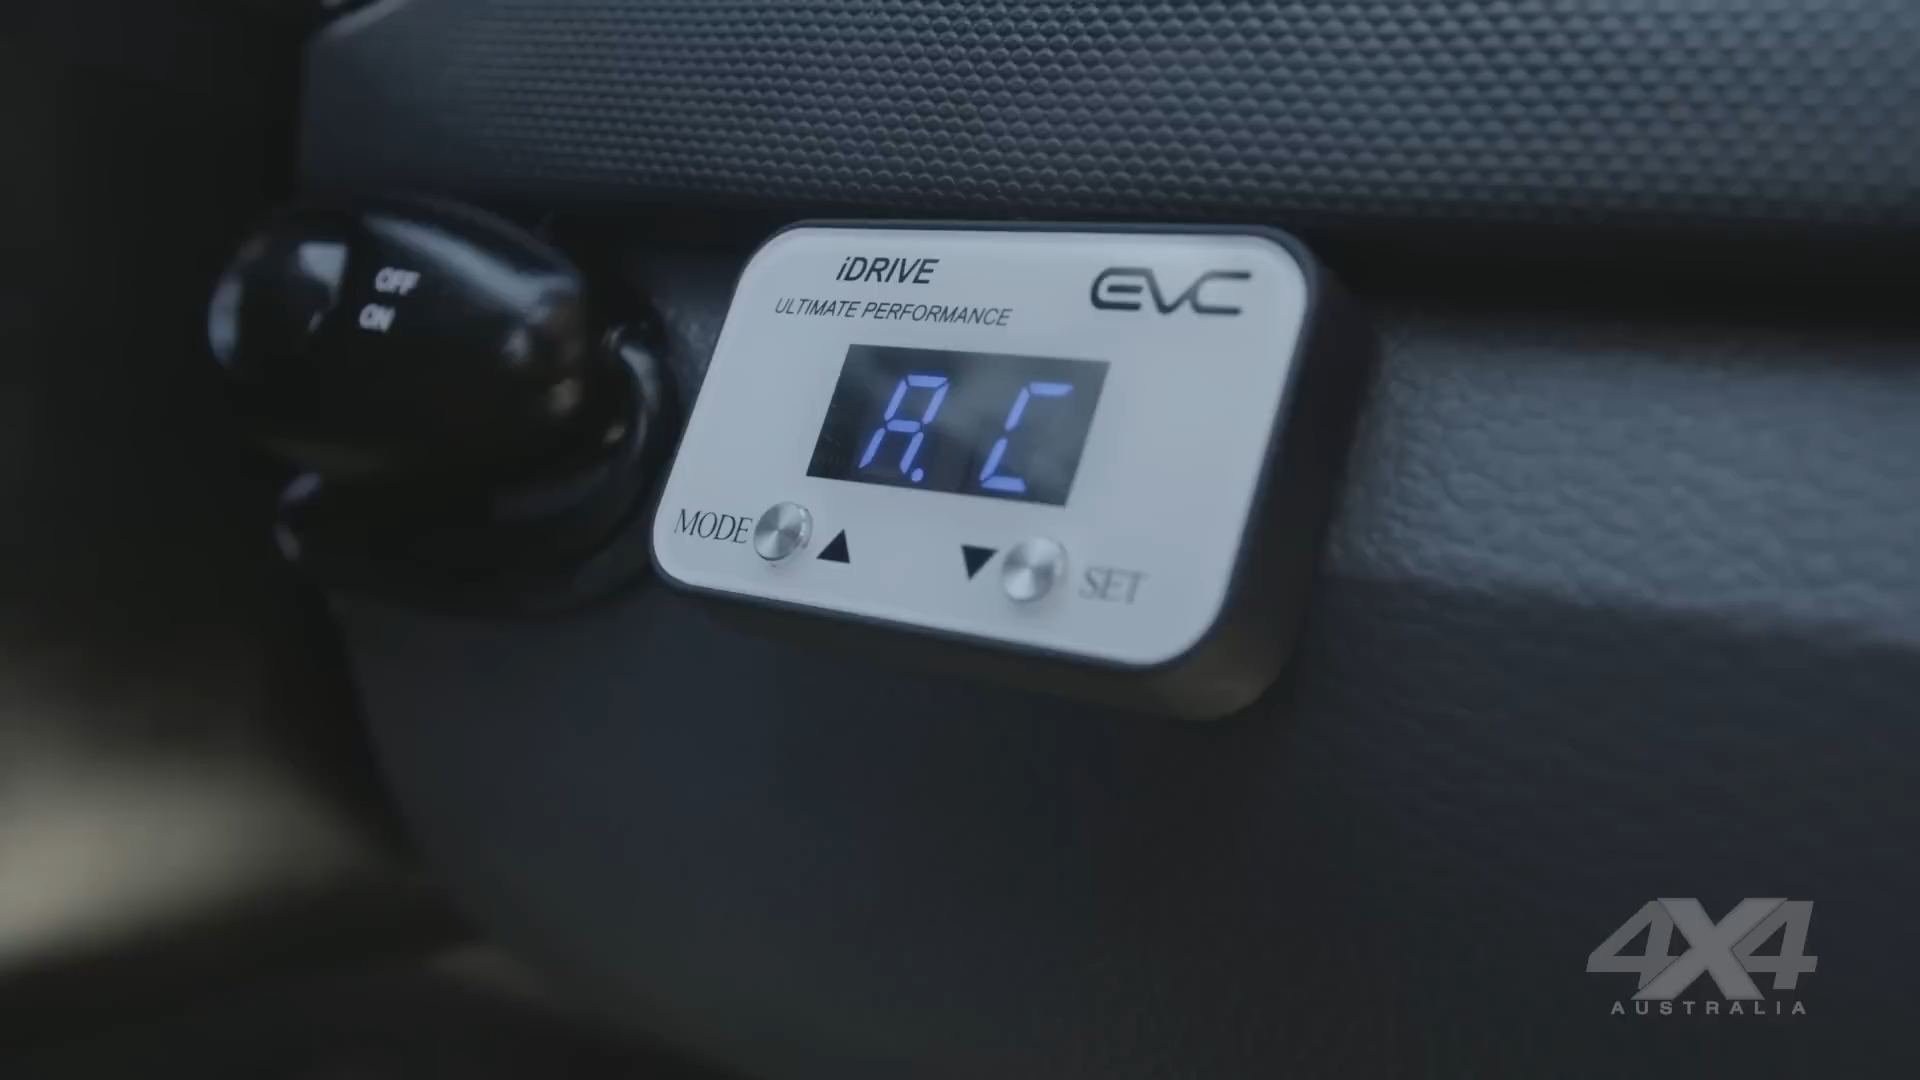 OFF
ON
iDRIVE
EVC
ULTIMATE PERFORMANCE
A.C
MODE
SET
4X4
AUSTRALIA